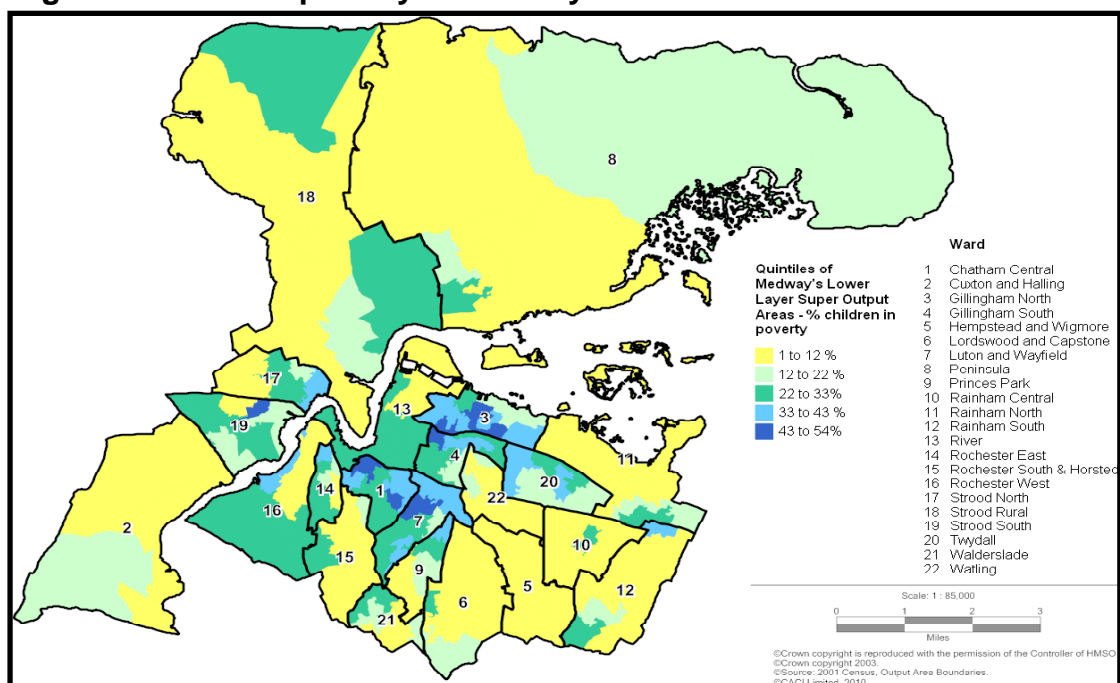 8
18
17
19
13
3
4
20
11
22
14
1
7
16
2
15
9
10
5
6
12
21
Quintiles of
Medway's Lower
Layer Super Output
Areas - % children in
poverty
1 to 12 %
12 to 22 %
22 to 33%
33 to 43 %
43 to 54%
Ward
1 Chatham Central
2 Cuxton and Halling
3 Gillingham North
4 Gillingham South
5 Hempstead and Wigmore
6 Lordswood and Capstone
7 Luton and Wayfield
8 Peninsula
9 Princes Park
10 Rainham Central
11 Rainham North
12 Rainham South
13 River
14 Rochester East
15 Rochester South & Horsted
16 Rochester West
17 Strood North
18 Strood Rural
19 Strood South
20 Twydall
21 Walderslade
22 Watling
Scale: 1 : 85,000
0 1 2 3
Miles
©Crown copyright is reproduced with the permission of the Controller of HMSO
©Crown copyright 2003.
©Source: 2001 Census, Output Area Boundaries.
©CACI Limited, 2010